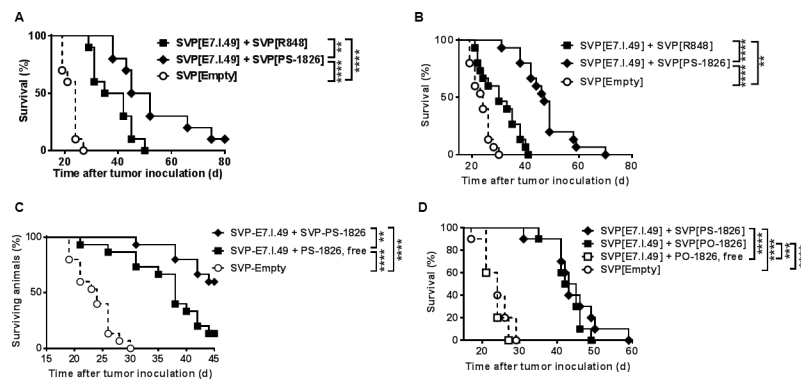 A
Survival (%)
100
50
0
20
40
60
80
Time after tumor inoculation (d)
SVP[E7.I.49] + SVP[R848]
SVP[E7.I.49] + SVP[PS-1826]
SVP[Empty]
**
****
****
B
Survival (%)
100
50
0
20
40
60
80
Time after tumor inoculation (d)
SVP[E7.I.49] + SVP[R848]
SVP[E7.I.49] + SVP[PS-1826]
SVP[Empty]
****
****
**
C
Surviving animals (%)
100
50
0
15
20
25
30
35
40
45
Time after tumor inoculation (d)
SVP-E7.I.49 + SVP-PS-1826
SVP-E7.I.49 + PS-1826, free
SVP-Empty
**
****
****
D
Survival (%)
100
80
60
40
20
0
20
30
40
50
60
Time after tumor inoculation (d)
SVP[E7.I.49] + SVP[PS-1826]
SVP[E7.I.49] + SVP[PO-1826]
SVP[E7.I.49] + PO-1826, free
SVP[Empty]
****
****
***
****